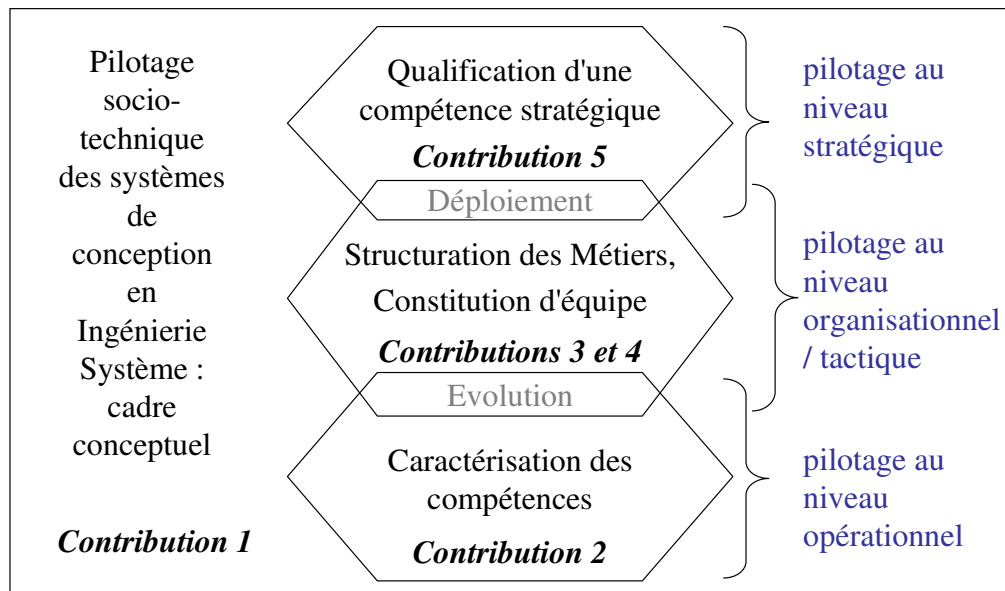 Pilotage
socio-
technique
des systèmes
de
conception
en
Ingénierie
Système :
cadre
conceptuel
Contribution 1
Qualification d'une
compétence stratégique
Contribution 5
Déploiement
Structuration des Métiers,
Constitution d'équipe
Contributions 3 et 4
Evolution
Caractérisation des
compétences
Contribution 2
pilotage au
niveau
stratégique
pilotage au
niveau
organisationnel
/ tactique
pilotage au
niveau
opérationnel